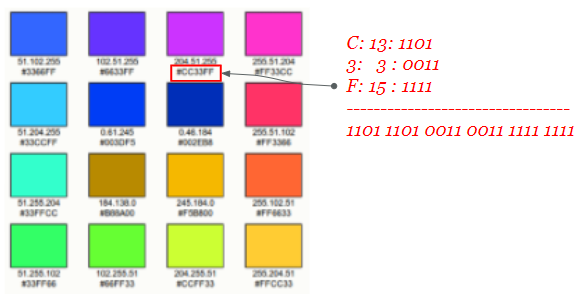 51.102.255 102.51.255 204.51.255 255.51.204
#3366FF #6633FF #CC33FF #FF33CC
51.204.255 0.61.245 0.46.184 255.51.102
#33CCFF #003DF5 #002EB8 #FF3366
51.255.204 184.138.0 245.184.0 255.102.51
#33FFCC #B88A00 #F5B800 #FF6633
51.255.102 102.255.51 204.255.51 255.204.51
#33FF66 #66FF33 #CCFF33 #FFCC33
C: 13: 1101
3: 3 : 0011
F: 15 : 1111
---------------------------------
1101 1101 0011 0011 1111 1111